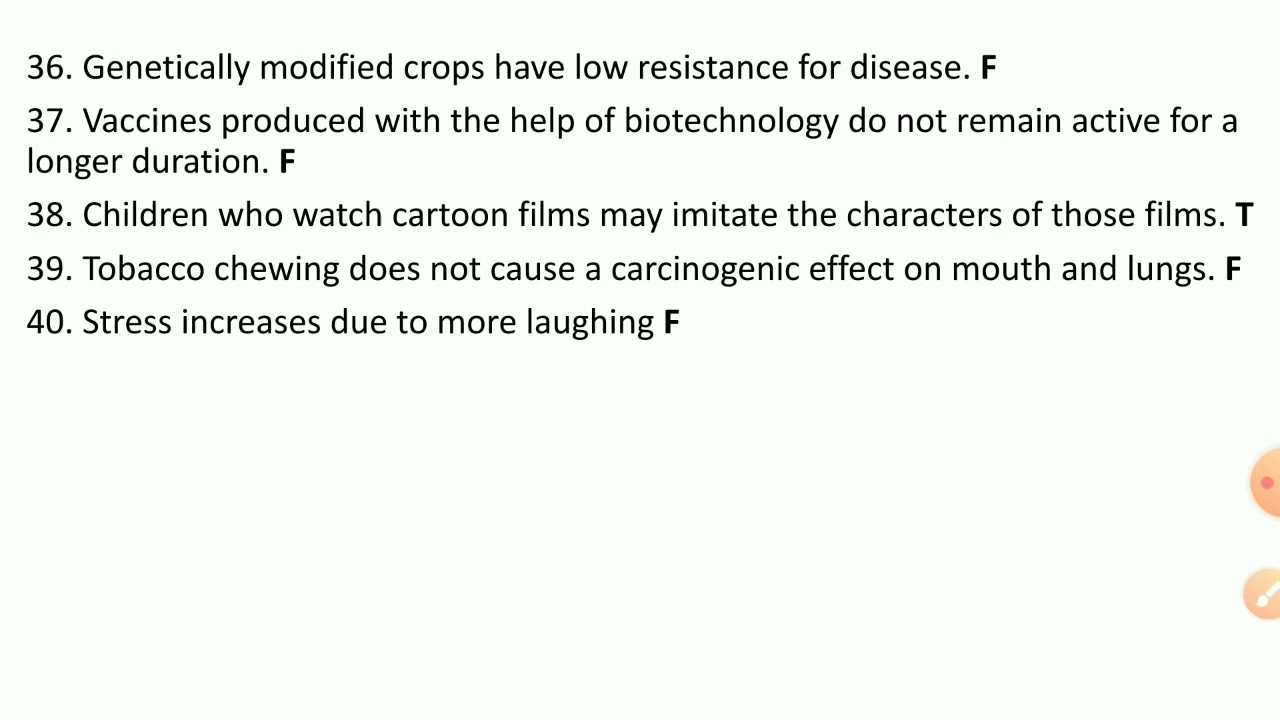 36. Genetically modified crops have low resistance for disease. F
37. Vaccines produced with the help of biotechnology do not remain active for a
longer duration. F
38. Children who watch cartoon films may imitate the characters of those films. T
39. Tobacco chewing does not cause a carcinogenic effect on mouth and lungs. F
40. Stress increases due to more laughing F